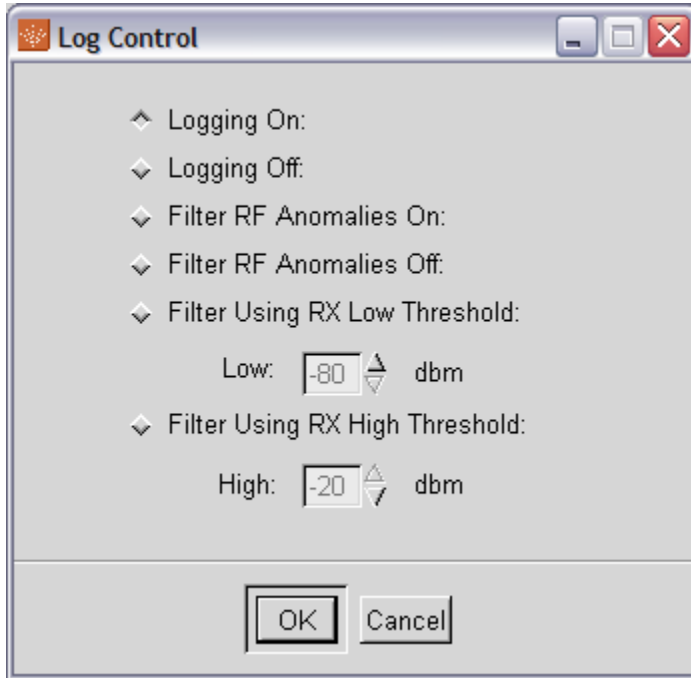 Log Control
Logging On:
Logging Off:
Filter RF Anomalies On:
Filter RF Anomalies Off:
Filter Using RX Low Threshold:
Low: -80 dbm
Filter Using RX High Threshold:
High: -20 dbm
OK Cancel